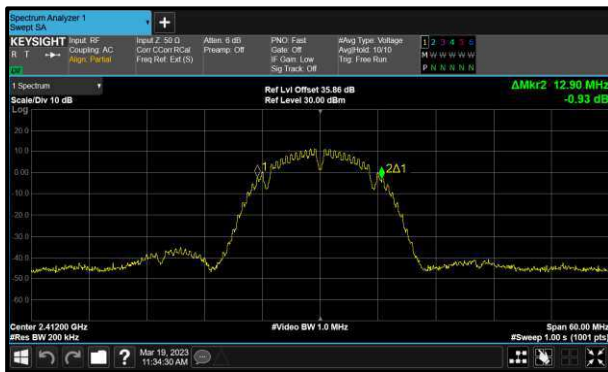 Spectrum Analyzer 1
Swept SA
+
KEYSIGHT
R T
Input: RF
Coupling: AC
Align: Partial
Input Z: 50 Ω
Corr CCorr RCal
Freq Ref: Ext (S)
Atten: 6 dB
Preamp: Off
PNO: Fast
Gate: Off
IF Gain: Low
Sig Track: Off
#Avg Type: Voltage
Avg|Hold: 10/10
Trig: Free Run
1 2 3 4 5 6
M W W W W W
P N N N N N
1 Spectrum
Scale/Div 10 dB
Ref Lvl Offset 35.86 dB
Ref Level 30.00 dBm
ΔMkr2 12.90 MHz
-0.93 dB
Log
20.0
10.0
0.00
-10.0
-20.0
-30.0
-40.0
-50.0
-60.0
1
2Δ1
Center 2.41200 GHz
#Res BW 200 kHz
#Video BW 1.0 MHz
Span 60.00 MHz
#Sweep 1.00 s (1001 pts)
?
Mar 19, 2023
11:34:30 AM